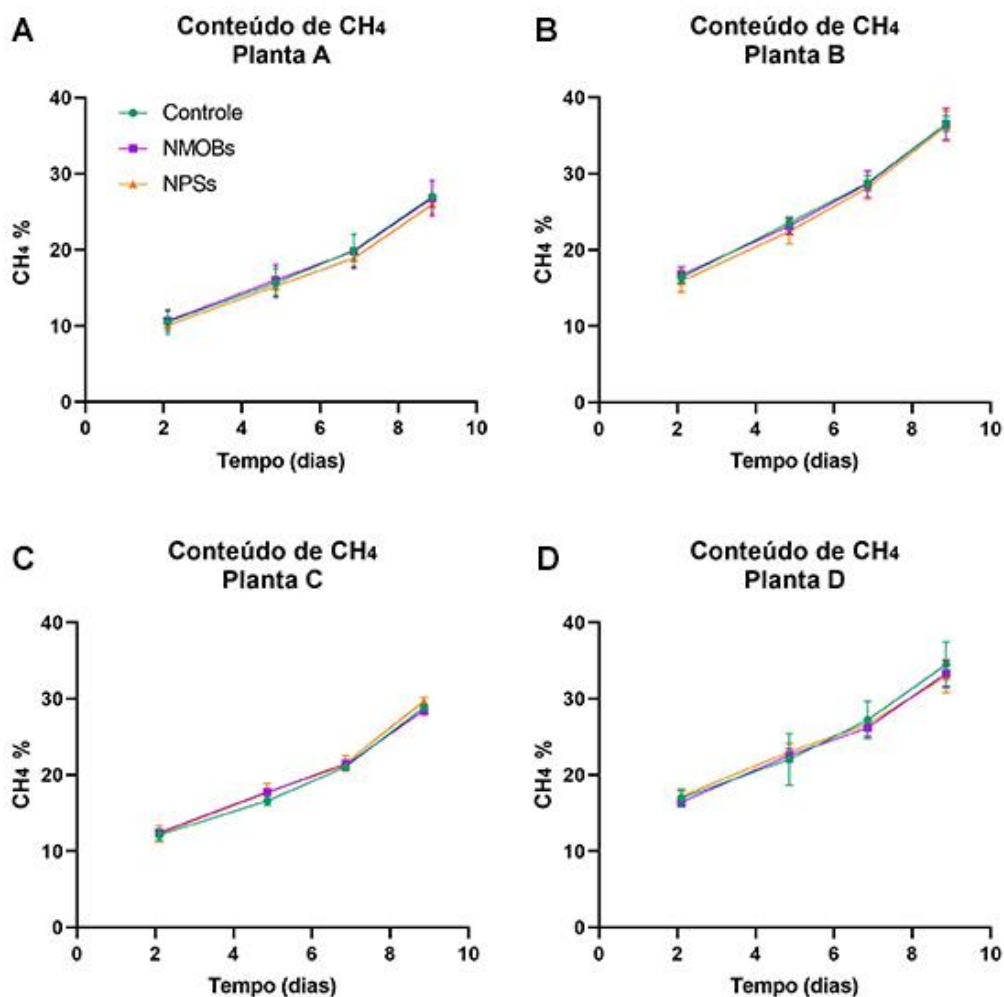 A
Conteúdo de CH₄
Planta A
CH₄ %
40
30
20
10
0
Controle
NMOBs
NPSs
0 2 4 6 8 10
Tempo (dias)
B
Conteúdo de CH₄
Planta B
CH₄ %
40
30
20
10
0
0 2 4 6 8 10
Tempo (dias)
C
Conteúdo de CH₄
Planta C
CH₄ %
40
30
20
10
0
0 2 4 6 8 10
Tempo (dias)
D
Conteúdo de CH₄
Planta D
CH₄ %
40
30
20
10
0
0 2 4 6 8 10
Tempo (dias)